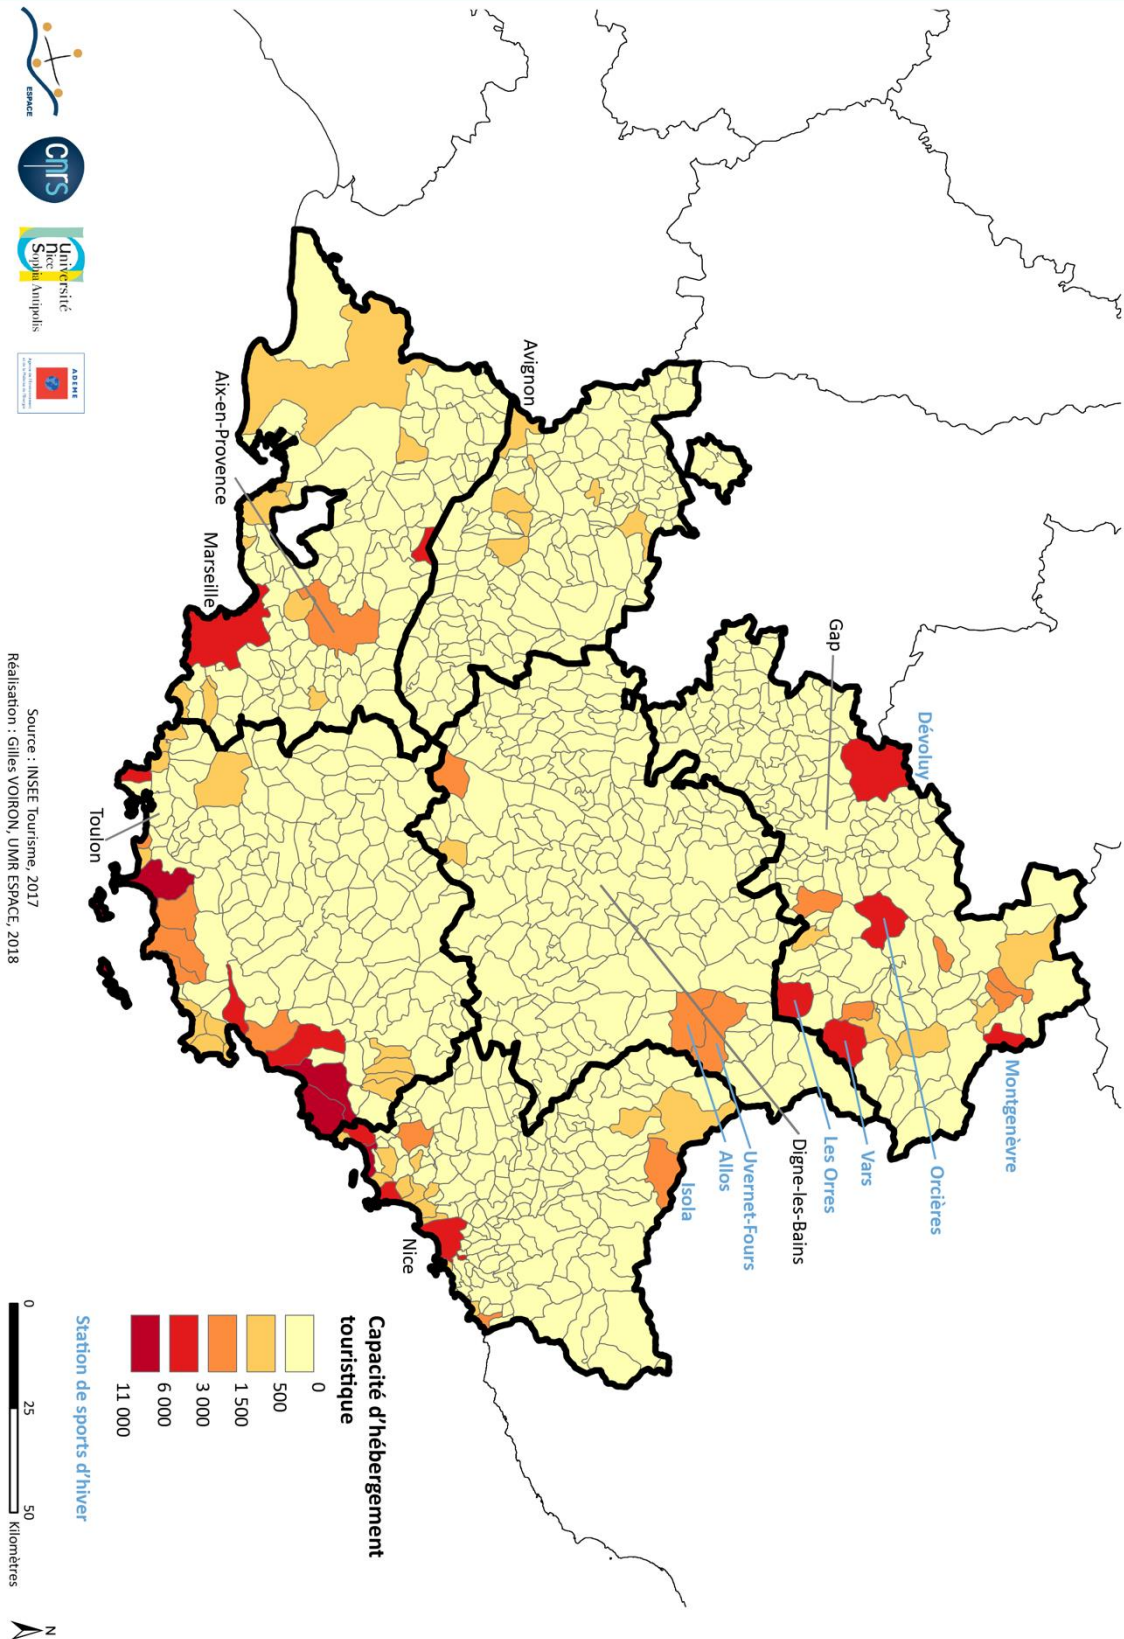 Montgenèvre
Orcières
Dévoluy
Vars
Gap
Les Orres
Digne-les-Bains
Uvernet-Fours
Allos
Isola
Avignon
Nice
Capacité d'hébergement
touristique
0
500
1 500
3 000
6 000
11 000
Aix-en-Provence
Marseille
Toulon
Station de sports d'hiver
0
25
50
Kilomètres
N
ESPACE
cnrs
Université
nice
Sophia Antipolis
ADEME
Source : INSEE Tourisme, 2017
Réalisation : Gilles VOIRON, UMR ESPACE, 2018